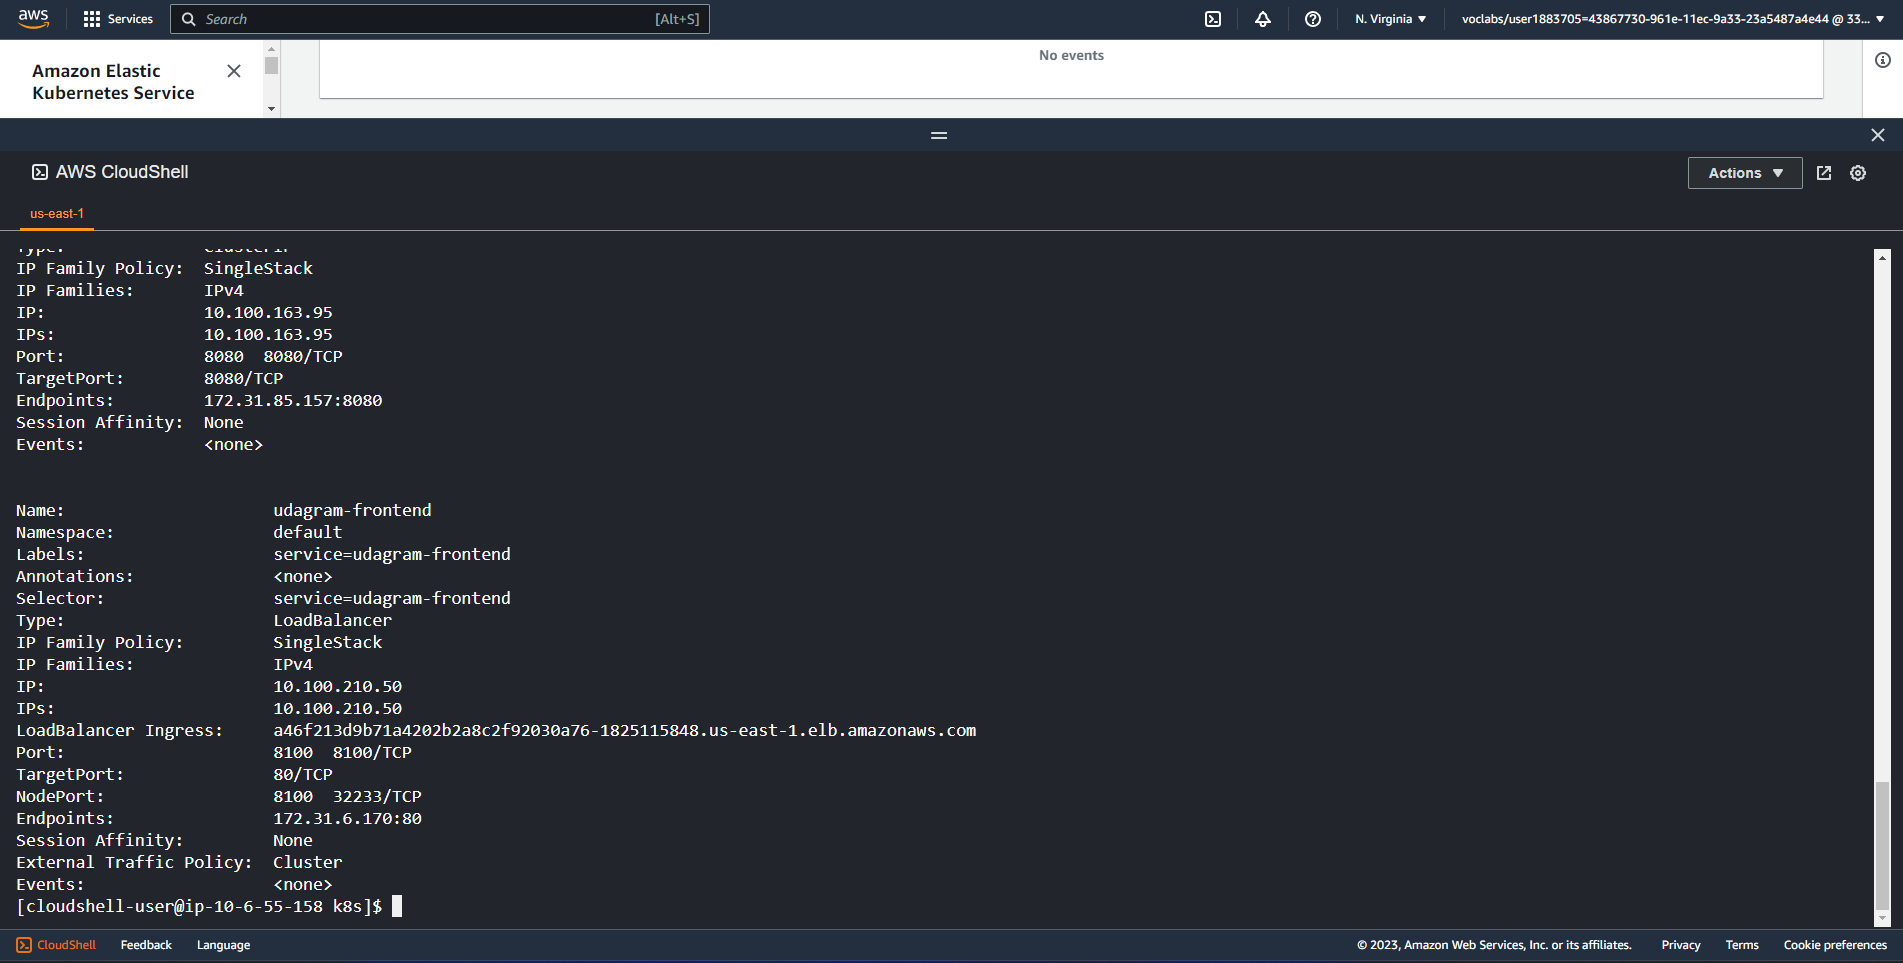 aws Services Search [Alt+S] N. Virginia ▼ voclabs/user1883705=43867730-961e-11ec-9a33-23a5487a4e44 @ 33... ▼
Amazon Elastic
Kubernetes Service
No events
AWS CloudShell
Actions ▼
us-east-1
Type: ClusterIP
IP Family Policy: SingleStack
IP Families: IPv4
IP: 10.100.163.95
IPs: 10.100.163.95
Port: 8080 8080/TCP
TargetPort: 8080/TCP
Endpoints: 172.31.85.157:8080
Session Affinity: None
Events: <none>
Name: udagram-frontend
Namespace: default
Labels: service=udagram-frontend
Annotations: <none>
Selector: service=udagram-frontend
Type: LoadBalancer
IP Family Policy: SingleStack
IP Families: IPv4
IP: 10.100.210.50
IPs: 10.100.210.50
LoadBalancer Ingress: a46f213d9b71a4202b2a8c2f92030a76-1825115848.us-east-1.elb.amazonaws.com
Port: 8100 8100/TCP
TargetPort: 80/TCP
NodePort: 8100 32233/TCP
Endpoints: 172.31.6.170:80
Session Affinity: None
External Traffic Policy: Cluster
Events: <none>
[cloudshell-user@ip-10-6-55-158 k8s]$
CloudShell Feedback Language © 2023, Amazon Web Services, Inc. or its affiliates. Privacy Terms Cookie preferences